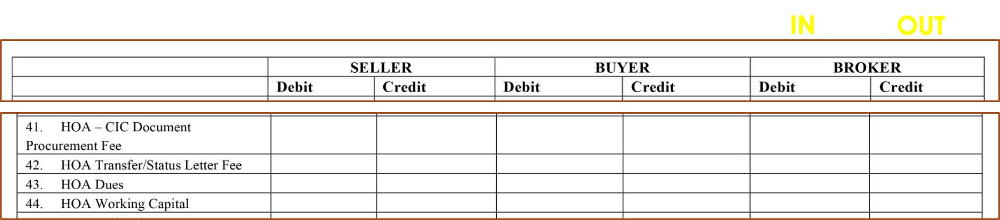 IN OUT
SELLER BUYER BROKER
Debit Credit Debit Credit Debit Credit
41. HOA – CIC Document
Procurement Fee
42. HOA Transfer/Status Letter Fee
43. HOA Dues
44. HOA Working Capital